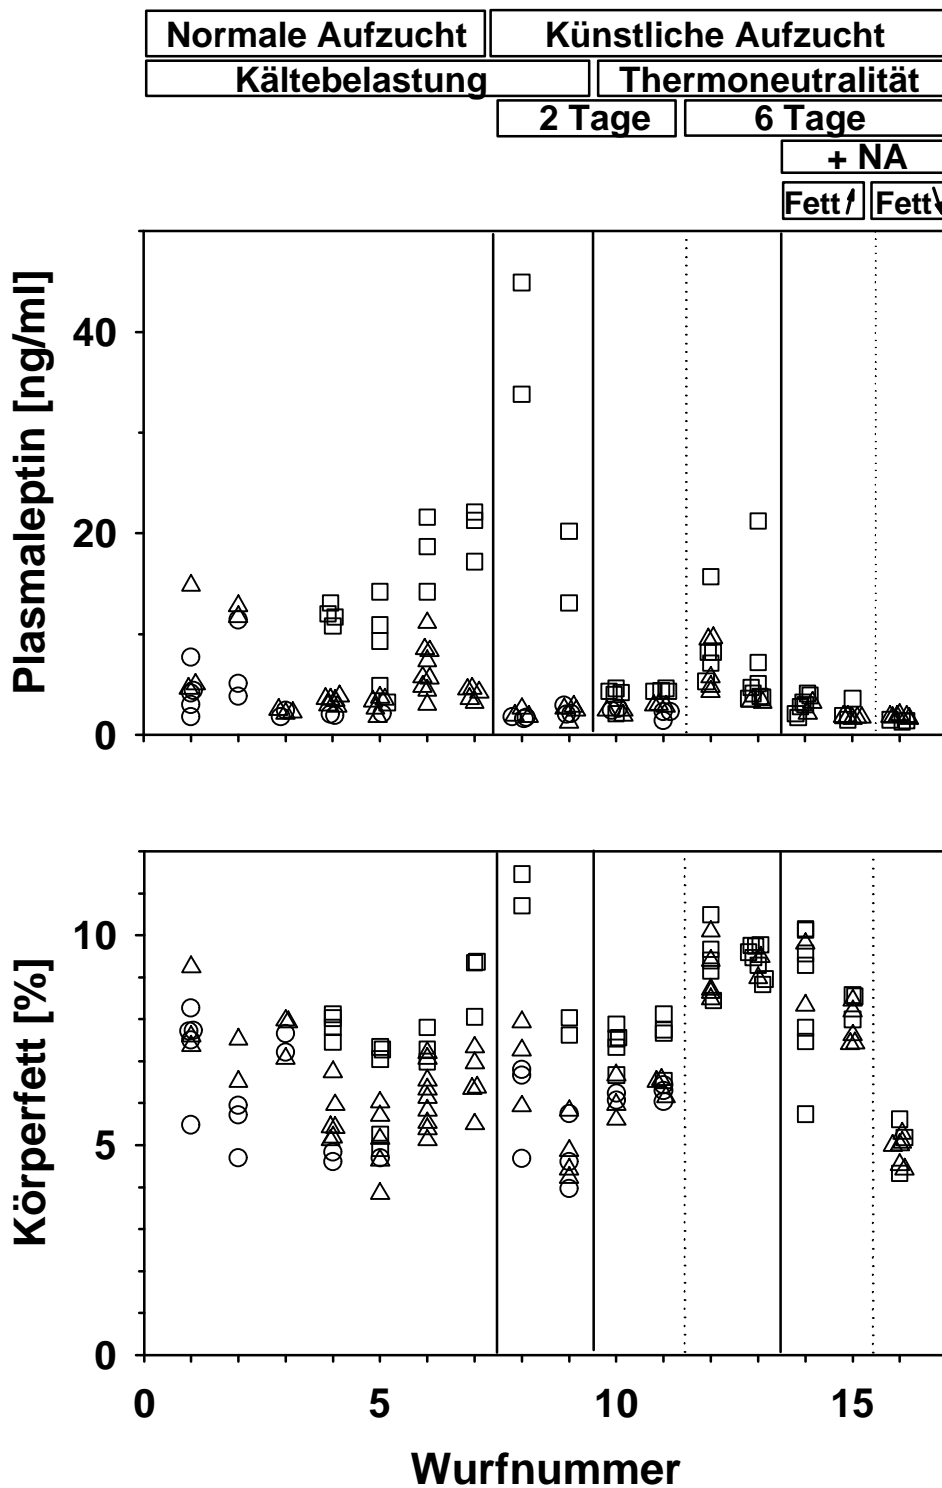 Normale Aufzucht Künstliche Aufzucht
Kältebelastung Thermoneutralität
2 Tage 6 Tage
+ NA
Fett Fett
Plasmaleptin [ng/ml]
40
20
0
Körperfett [%]
10
5
0
0 5 10 15
Wurfnummer